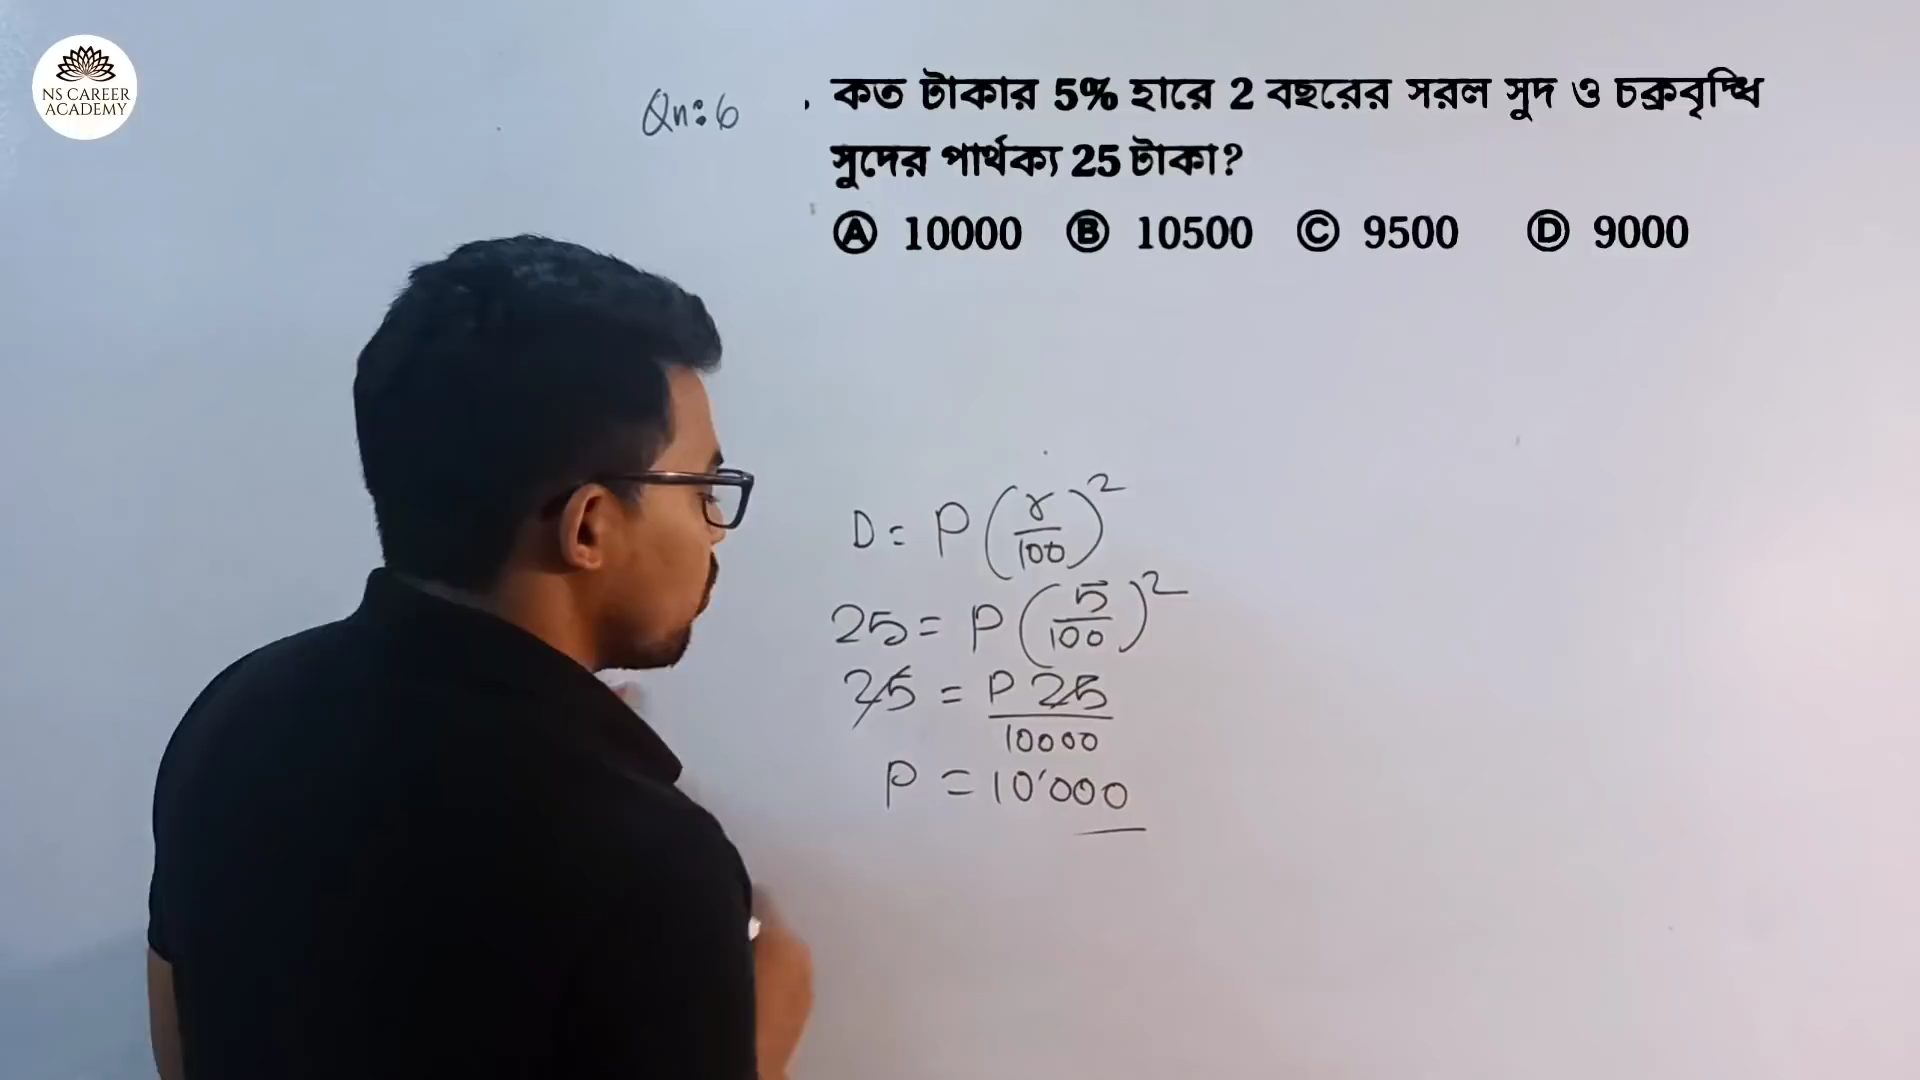 NS CAREER
ACADEMY
Qn: 6
কত টাকার 5% হারে 2 বছরের সরল সুদ ও চক্রবৃদ্ধি
সুদের পার্থক্য 25 টাকা?
Ⓐ 10000 Ⓑ 10500 Ⓒ 9500 Ⓓ 9000
D = P (r/100)²
25 = P (5/100)²
25 = P 25
10000
P = 10'000